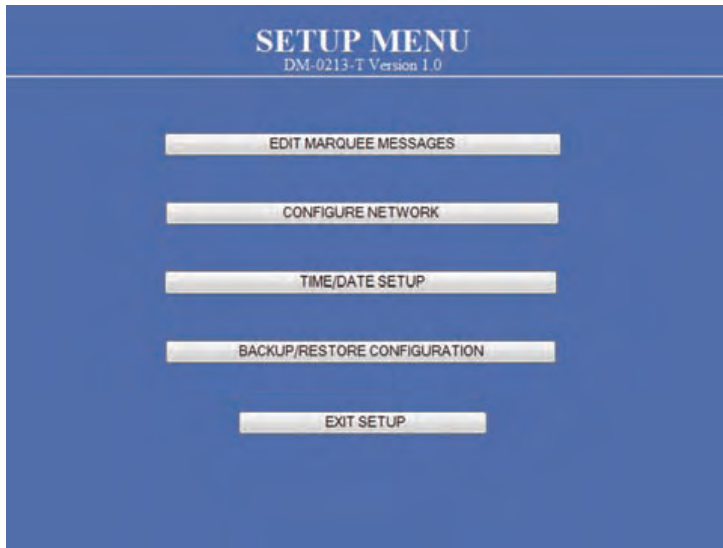 SETUP MENU
DM-0213-T Version 1.0
EDIT MARQUEE MESSAGES
CONFIGURE NETWORK
TIME/DATE SETUP
BACKUP/RESTORE CONFIGURATION
EXIT SETUP